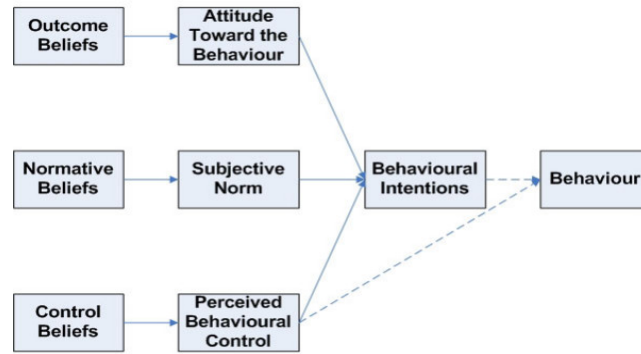 Outcome
Beliefs
Attitude
Toward the
Behaviour
Normative
Beliefs
Subjective
Norm
Behavioural
Intentions
Behaviour
Control
Beliefs
Perceived
Behavioural
Control